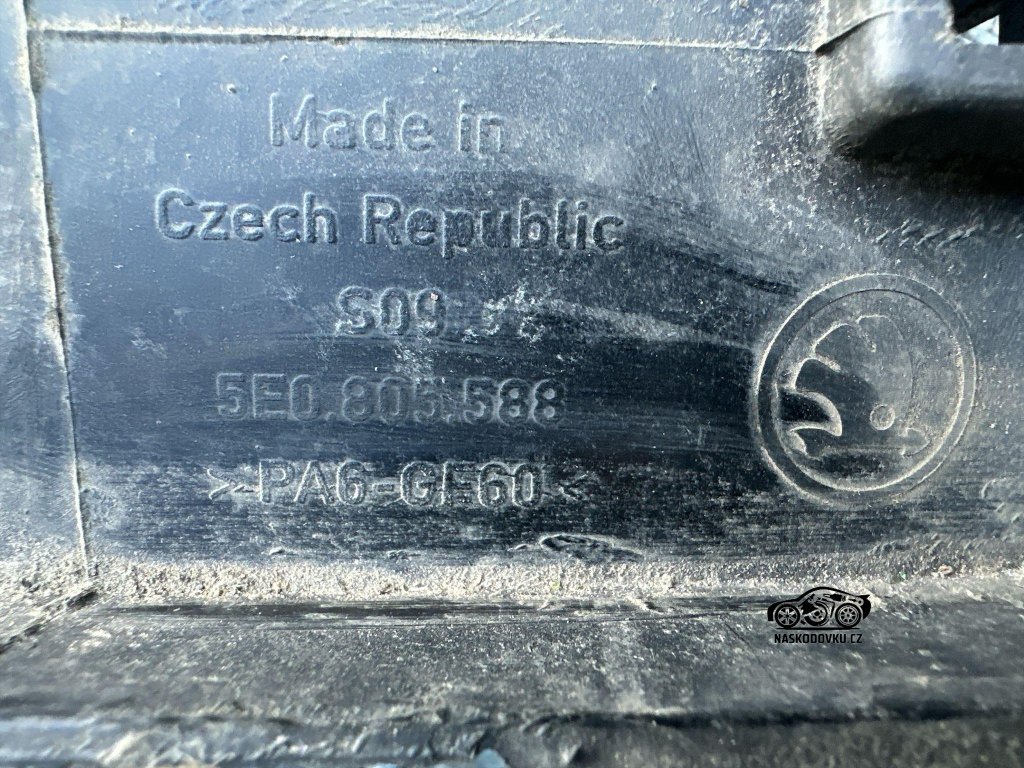 Made in
Czech Republic
S09
5E0.805.588
>-PA6-GF60-<
NASKODOVKU.CZ